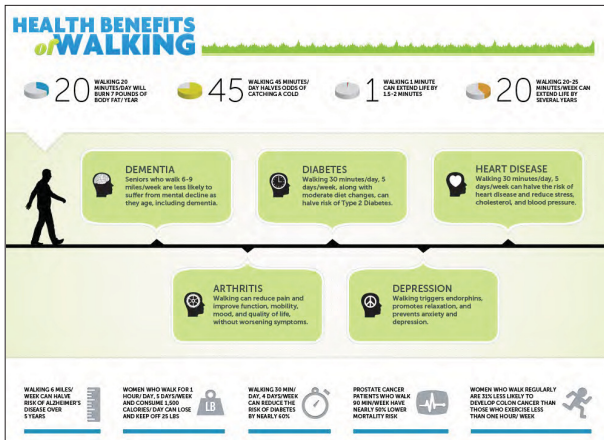 HEALTH BENEFITS
of WALKING
20
WALKING 20
MINUTES/DAY WILL
BURN 7 POUNDS OF
BODY FAT/ YEAR
45
WALKING 45 MINUTES/
DAY HALVES ODDS OF
CATCHING A COLD
1
WALKING 1 MINUTE
CAN EXTEND LIFE BY
1.5-2 MINUTES
20
WALKING 20-25
MINUTES/WEEK CAN
EXTEND LIFE BY
SEVERAL YEARS
DEMENTIA
Seniors who walk 6-9
miles/week are less likely to
suffer from mental decline as
they age, including dementia.
DIABETES
Walking 30 minutes/day, 5
days/week, along with
moderate diet changes, can
halve risk of Type 2 Diabetes.
HEART DISEASE
Walking 30 minutes/day, 5
days/week can halve the risk of
heart disease and reduce stress,
cholesterol, and blood pressure.
ARTHRITIS
Walking can reduce pain and
improve function, mobility,
mood, and quality of life,
without worsening symptoms.
DEPRESSION
Walking triggers endorphins,
promotes relaxation, and
prevents anxiety and
depression.
WALKING 6 MILES/
WEEK CAN HALVE
RISK OF ALZHEIMER'S
DISEASE OVER
5 YEARS
WOMEN WHO WALK FOR 1
HOUR/ DAY, 5 DAYS/WEEK
AND CONSUME 1,500
CALORIES/ DAY CAN LOSE
AND KEEP OFF 25 LBS
LB
WALKING 30 MIN/
DAY, 4 DAYS/WEEK
CAN REDUCE THE
RISK OF DIABETES
BY NEARLY 60%
PROSTATE CANCER
PATIENTS WHO WALK
90 MIN/WEEK HAVE
NEARLY 50% LOWER
MORTALITY RISK
WOMEN WHO WALK REGULARLY
ARE 31% LESS LIKELY TO
DEVELOP COLON CANCER THAN
THOSE WHO EXERCISE LESS
THAN ONE HOUR/ WEEK